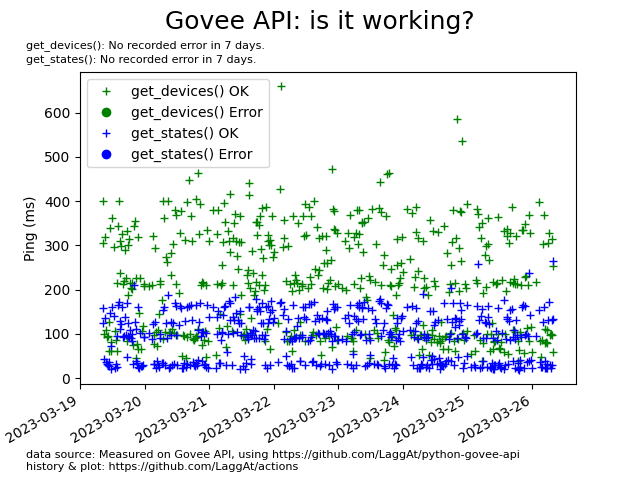 Govee API: is it working?
get_devices(): No recorded error in 7 days.
get_states(): No recorded error in 7 days.
get_devices() OK
get_devices() Error
get_states() OK
get_states() Error
Ping (ms)
600
500
400
300
200
100
0
2023-03-19
2023-03-20
2023-03-21
2023-03-22
2023-03-23
2023-03-24
2023-03-25
2023-03-26
data source: Measured on Govee API, using https://github.com/LaggAt/python-govee-api
history & plot: https://github.com/LaggAt/actions